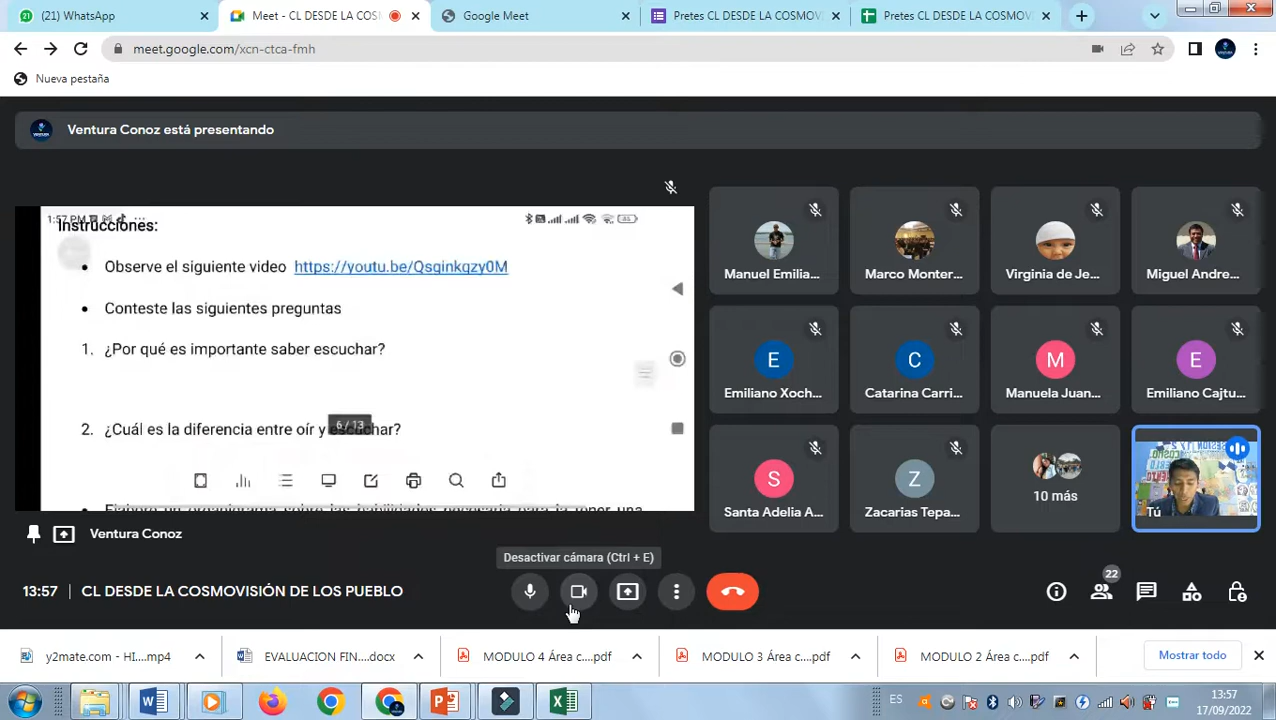 (21) WhatsApp
Meet - CL DESDE LA COS
Google Meet
Pretes CL DESDE LA COSMOV
Pretes CL DESDE LA COSMOVI
meet.google.com/xcn-ctca-fmh
Nueva pestaña
Ventura Conoz está presentando
1:57 PM
Instrucciones:
• Observe el siguiente video https://youtu.be/Qsginkqzy0M
• Conteste las siguientes preguntas
1. ¿Por qué es importante saber escuchar?
6 / 13
2. ¿Cuál es la diferencia entre oír y escuchar?
Ventura Conoz
Manuel Emilia...
Marco Monter...
Virginia de Je...
Miguel Andre...
Emiliano Xoch...
Catarina Carri...
Manuela Juan...
Emiliano Cajtu...
Santa Adelia A...
Zacarias Tepa...
10 más
Tú
Desactivar cámara (Ctrl + E)
13:57 CL DESDE LA COSMOVISIÓN DE LOS PUEBLO
22
y2mate.com - HI....mp4
EVALUACION FIN....docx
MODULO 4 Área c....pdf
MODULO 3 Área c....pdf
MODULO 2 Área c....pdf
Mostrar todo
ES
13:57
17/09/2022